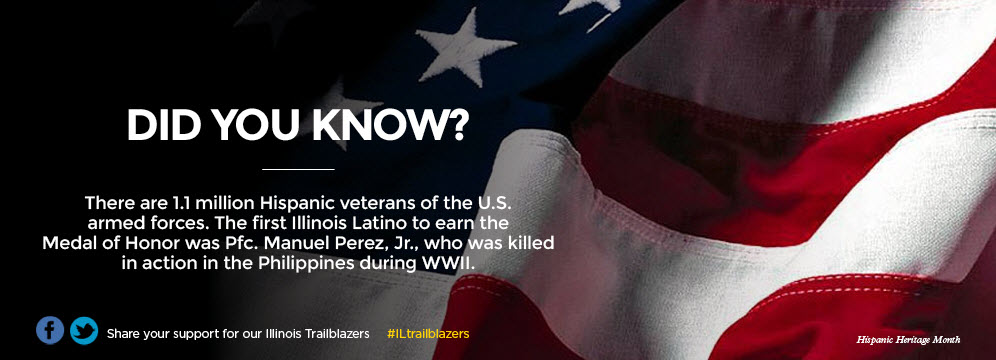 DID YOU KNOW?
There are 1.1 million Hispanic veterans of the U.S.
armed forces. The first Illinois Latino to earn the
Medal of Honor was Pfc. Manuel Perez, Jr., who was killed
in action in the Philippines during WWII.
Share your support for our Illinois Trailblazers #ILtrailblazers
Hispanic Heritage Month